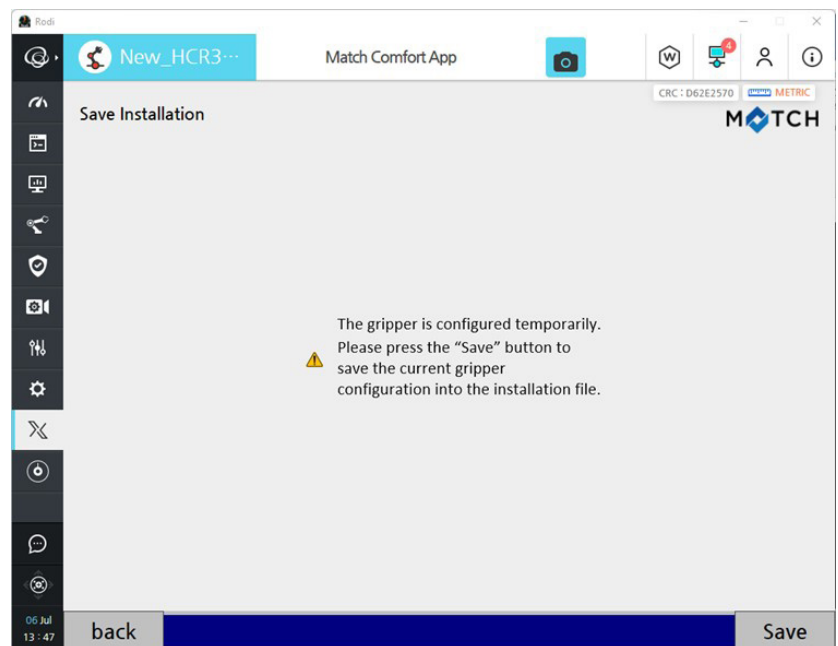 Rodi
New_HCR3···
Match Comfort App
4
CRC : D62E2570
METRIC
Save Installation
MATCH
The gripper is configured temporarily.
Please press the “Save” button to
save the current gripper
configuration into the installation file.
06 Jul
13 : 47
back
Save